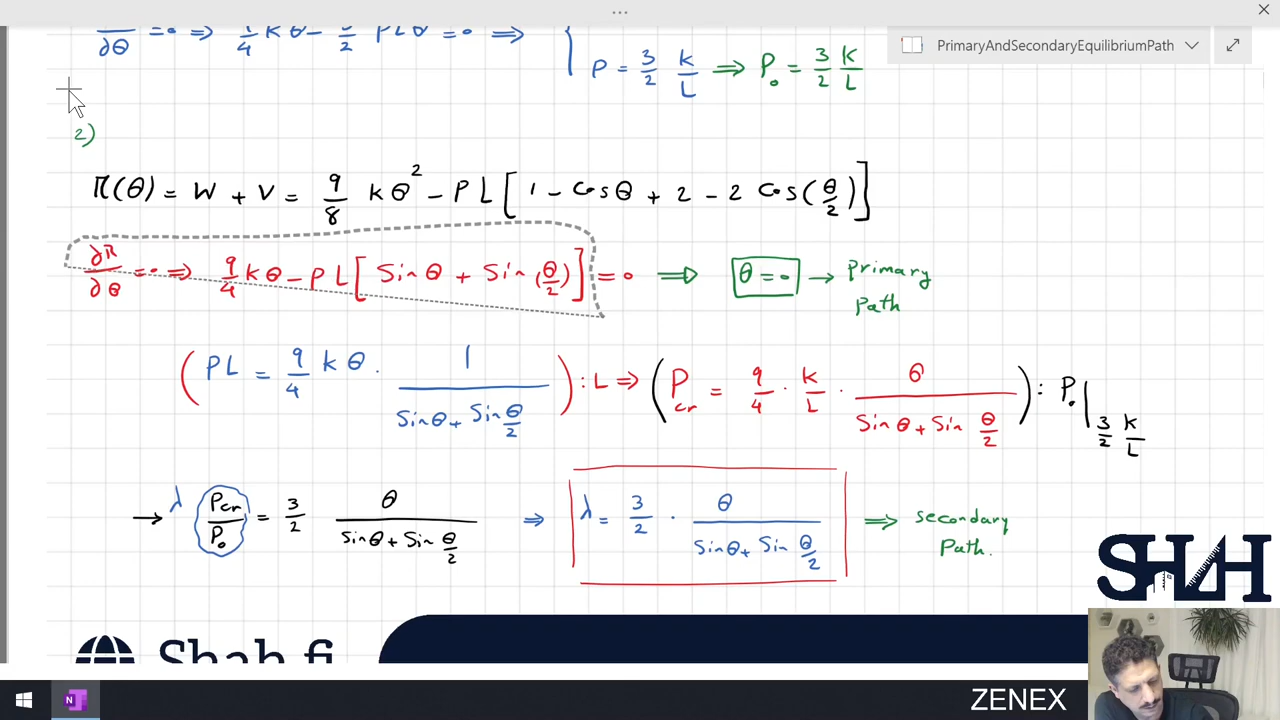 PrimaryAndSecondaryEquilibriumPath
∂θ = 0 ⇒ 1/4 kθ − 3/2 PLθ = 0 ⇒
P = 3/2 K/L ⇒ P₀ = 3/2 K/L
2)
π(θ) = W + V = 9/8 kθ² − PL[1 − cosθ + 2 − 2 cos(θ/2)]
∂π/∂θ = 0 ⇒ 9/4 kθ − PL[Sinθ + Sin(θ/2)] = 0 ⇒ θ = 0 → primary Path
(PL = 9/4 kθ · 1/(Sinθ + Sin θ/2)) : L ⇒ (Pcr = 9/4 · k/L · θ/(Sinθ + Sin θ/2)) : P₀| 3/2 K/L
→ λ Pcr/P₀ = 3/2 θ/(Sinθ + Sin θ/2) ⇒ λ = 3/2 · θ/(Sinθ + Sin θ/2) ⇒ secondary Path.
SHAH
Shah.fi
ZENEX